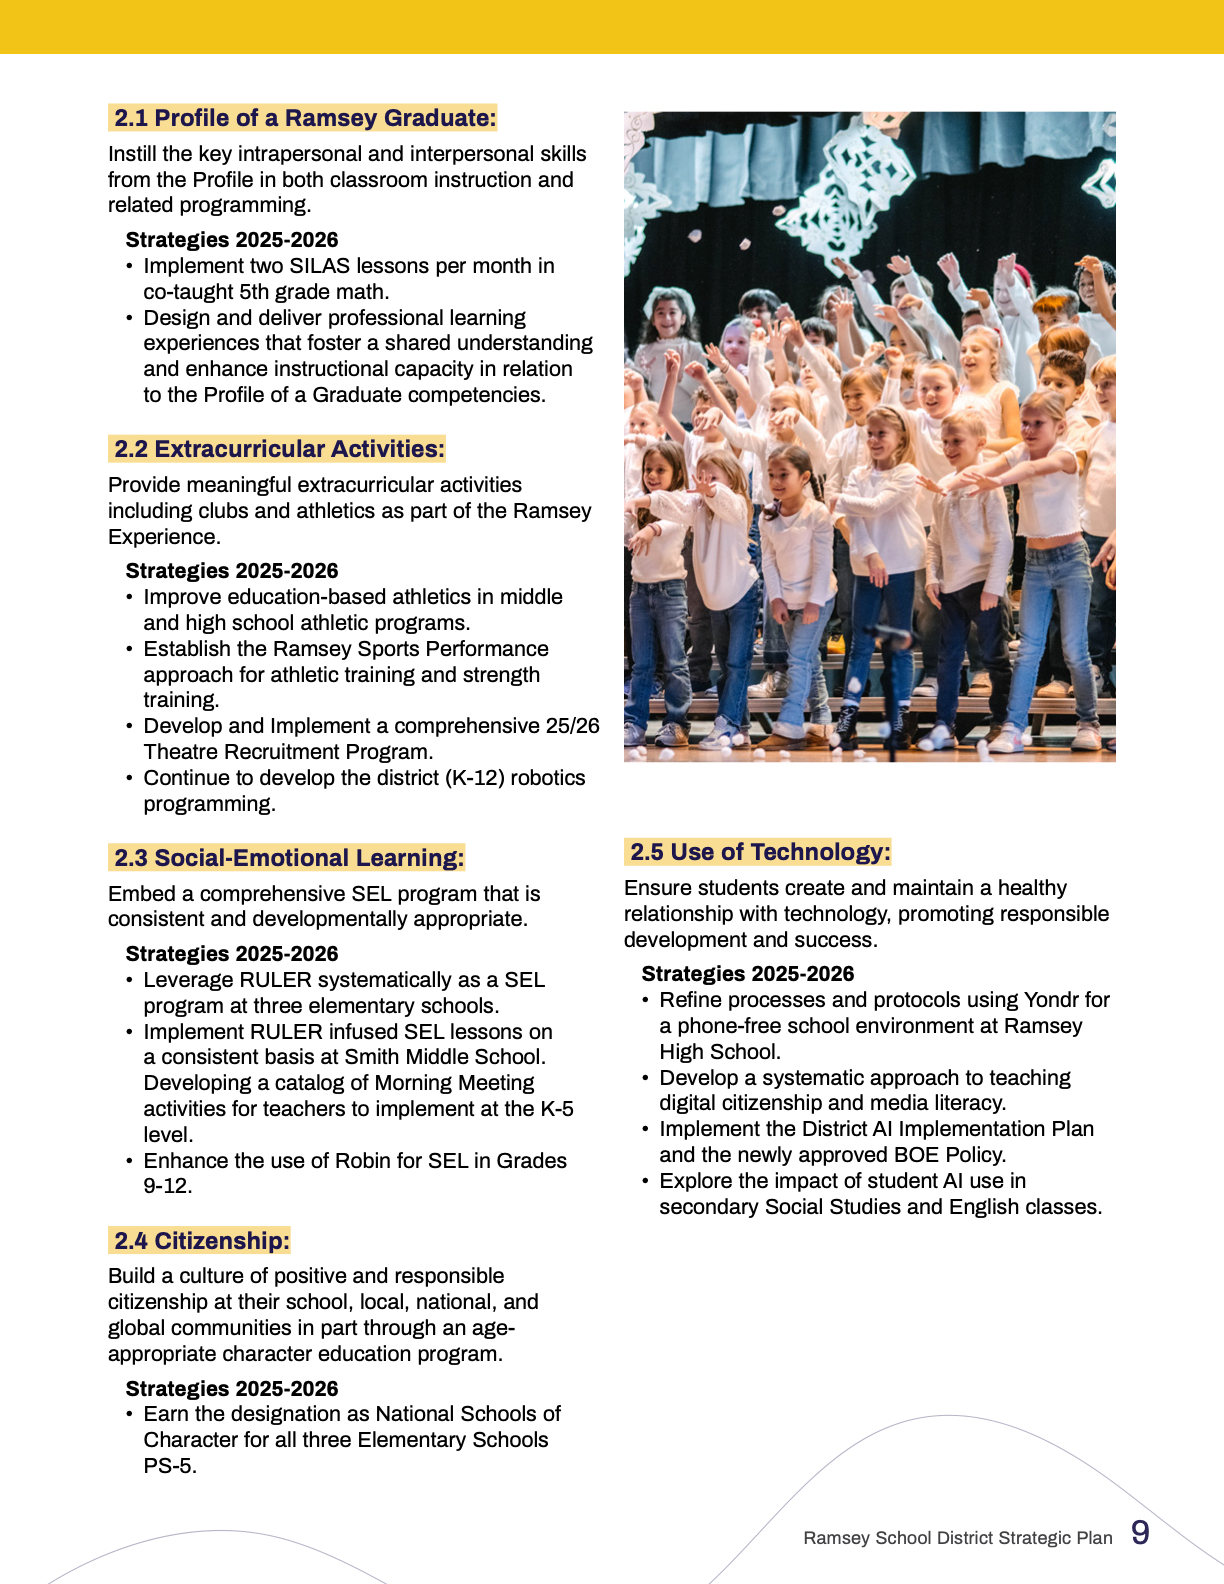 2.1 Profile of a Ramsey Graduate:
Instill the key intrapersonal and interpersonal skills
from the Profile in both classroom instruction and
related programming.
Strategies 2025-2026
• Implement two SILAS lessons per month in
co-taught 5th grade math.
• Design and deliver professional learning
experiences that foster a shared understanding
and enhance instructional capacity in relation
to the Profile of a Graduate competencies.
2.2 Extracurricular Activities:
Provide meaningful extracurricular activities
including clubs and athletics as part of the Ramsey
Experience.
Strategies 2025-2026
• Improve education-based athletics in middle
and high school athletic programs.
• Establish the Ramsey Sports Performance
approach for athletic training and strength
training.
• Develop and Implement a comprehensive 25/26
Theatre Recruitment Program.
• Continue to develop the district (K-12) robotics
programming.
2.3 Social-Emotional Learning:
Embed a comprehensive SEL program that is
consistent and developmentally appropriate.
Strategies 2025-2026
• Leverage RULER systematically as a SEL
program at three elementary schools.
• Implement RULER infused SEL lessons on
a consistent basis at Smith Middle School.
Developing a catalog of Morning Meeting
activities for teachers to implement at the K-5
level.
• Enhance the use of Robin for SEL in Grades
9-12.
2.4 Citizenship:
Build a culture of positive and responsible
citizenship at their school, local, national, and
global communities in part through an age-
appropriate character education program.
Strategies 2025-2026
• Earn the designation as National Schools of
Character for all three Elementary Schools
PS-5.
2.5 Use of Technology:
Ensure students create and maintain a healthy
relationship with technology, promoting responsible
development and success.
Strategies 2025-2026
• Refine processes and protocols using Yondr for
a phone-free school environment at Ramsey
High School.
• Develop a systematic approach to teaching
digital citizenship and media literacy.
• Implement the District AI Implementation Plan
and the newly approved BOE Policy.
• Explore the impact of student AI use in
secondary Social Studies and English classes.
Ramsey School District Strategic Plan 9